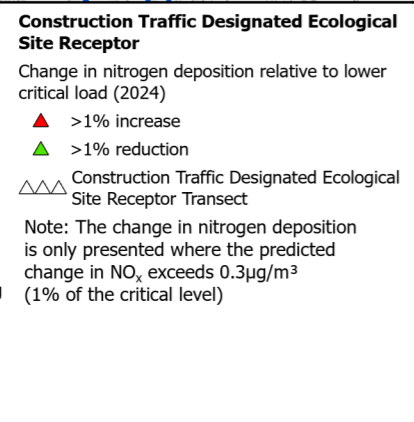 Construction Traffic Designated Ecological
Site Receptor
Change in nitrogen deposition relative to lower
critical load (2024)
>1% increase
>1% reduction
Construction Traffic Designated Ecological
Site Receptor Transect
Note: The change in nitrogen deposition
is only presented where the predicted
change in NOₓ exceeds 0.3µg/m³
(1% of the critical level)